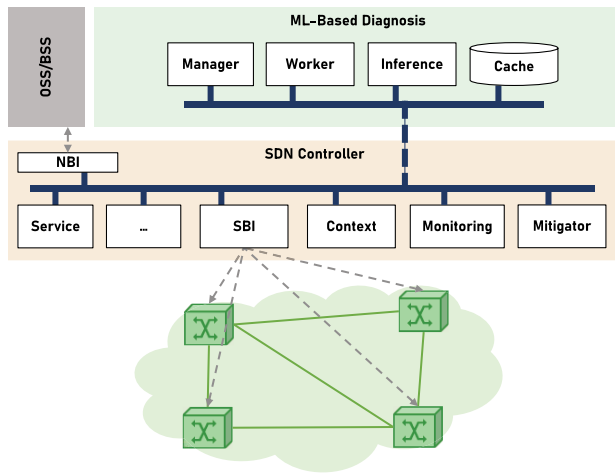 OSS/BSS
ML–Based Diagnosis
Manager
Worker
Inference
Cache
SDN Controller
NBI
Service
...
SBI
Context
Monitoring
Mitigator